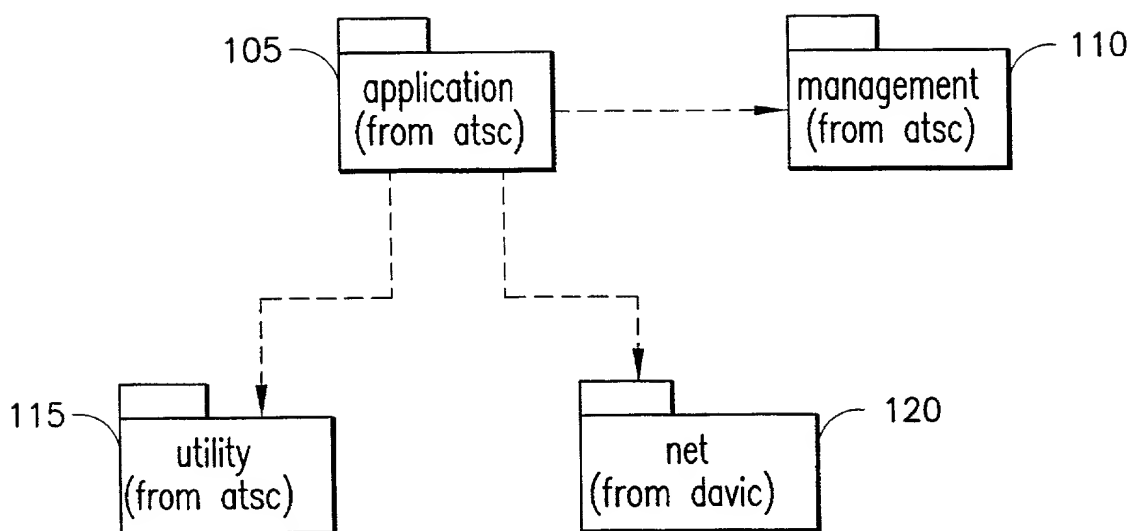 105
application
(from atsc)
management
(from atsc)
110
115
utility
(from atsc)
net
(from davic)
120